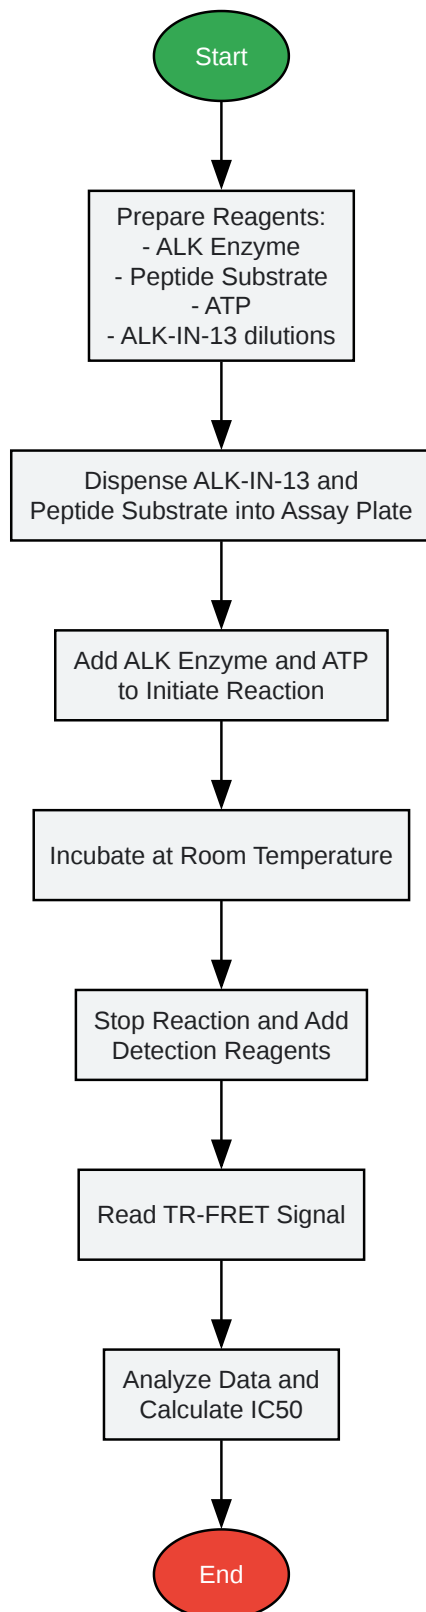 Start
Prepare Reagents:
- ALK Enzyme
- Peptide Substrate
- ATP
- ALK-IN-13 dilutions
Dispense ALK-IN-13 and
Peptide Substrate into Assay Plate
Add ALK Enzyme and ATP
to Initiate Reaction
Incubate at Room Temperature
Stop Reaction and Add
Detection Reagents
Read TR-FRET Signal
Analyze Data and
Calculate IC50
End